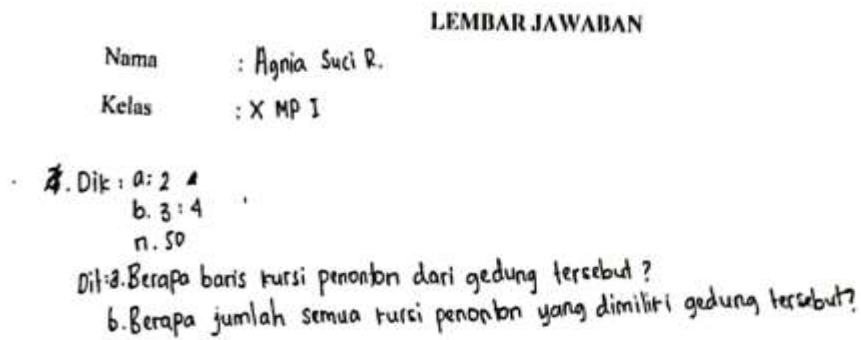 LEMBAR JAWABAN
Nama : Agnia Suci R.
Kelas : X MP I
Dik : a: 2
b. 3 : 4
n. 50
Dit:a. Berapa baris kursi penonton dari gedung tersebut ?
b. Berapa jumlah semua kursi penonton yang dimiliki gedung tersebut?